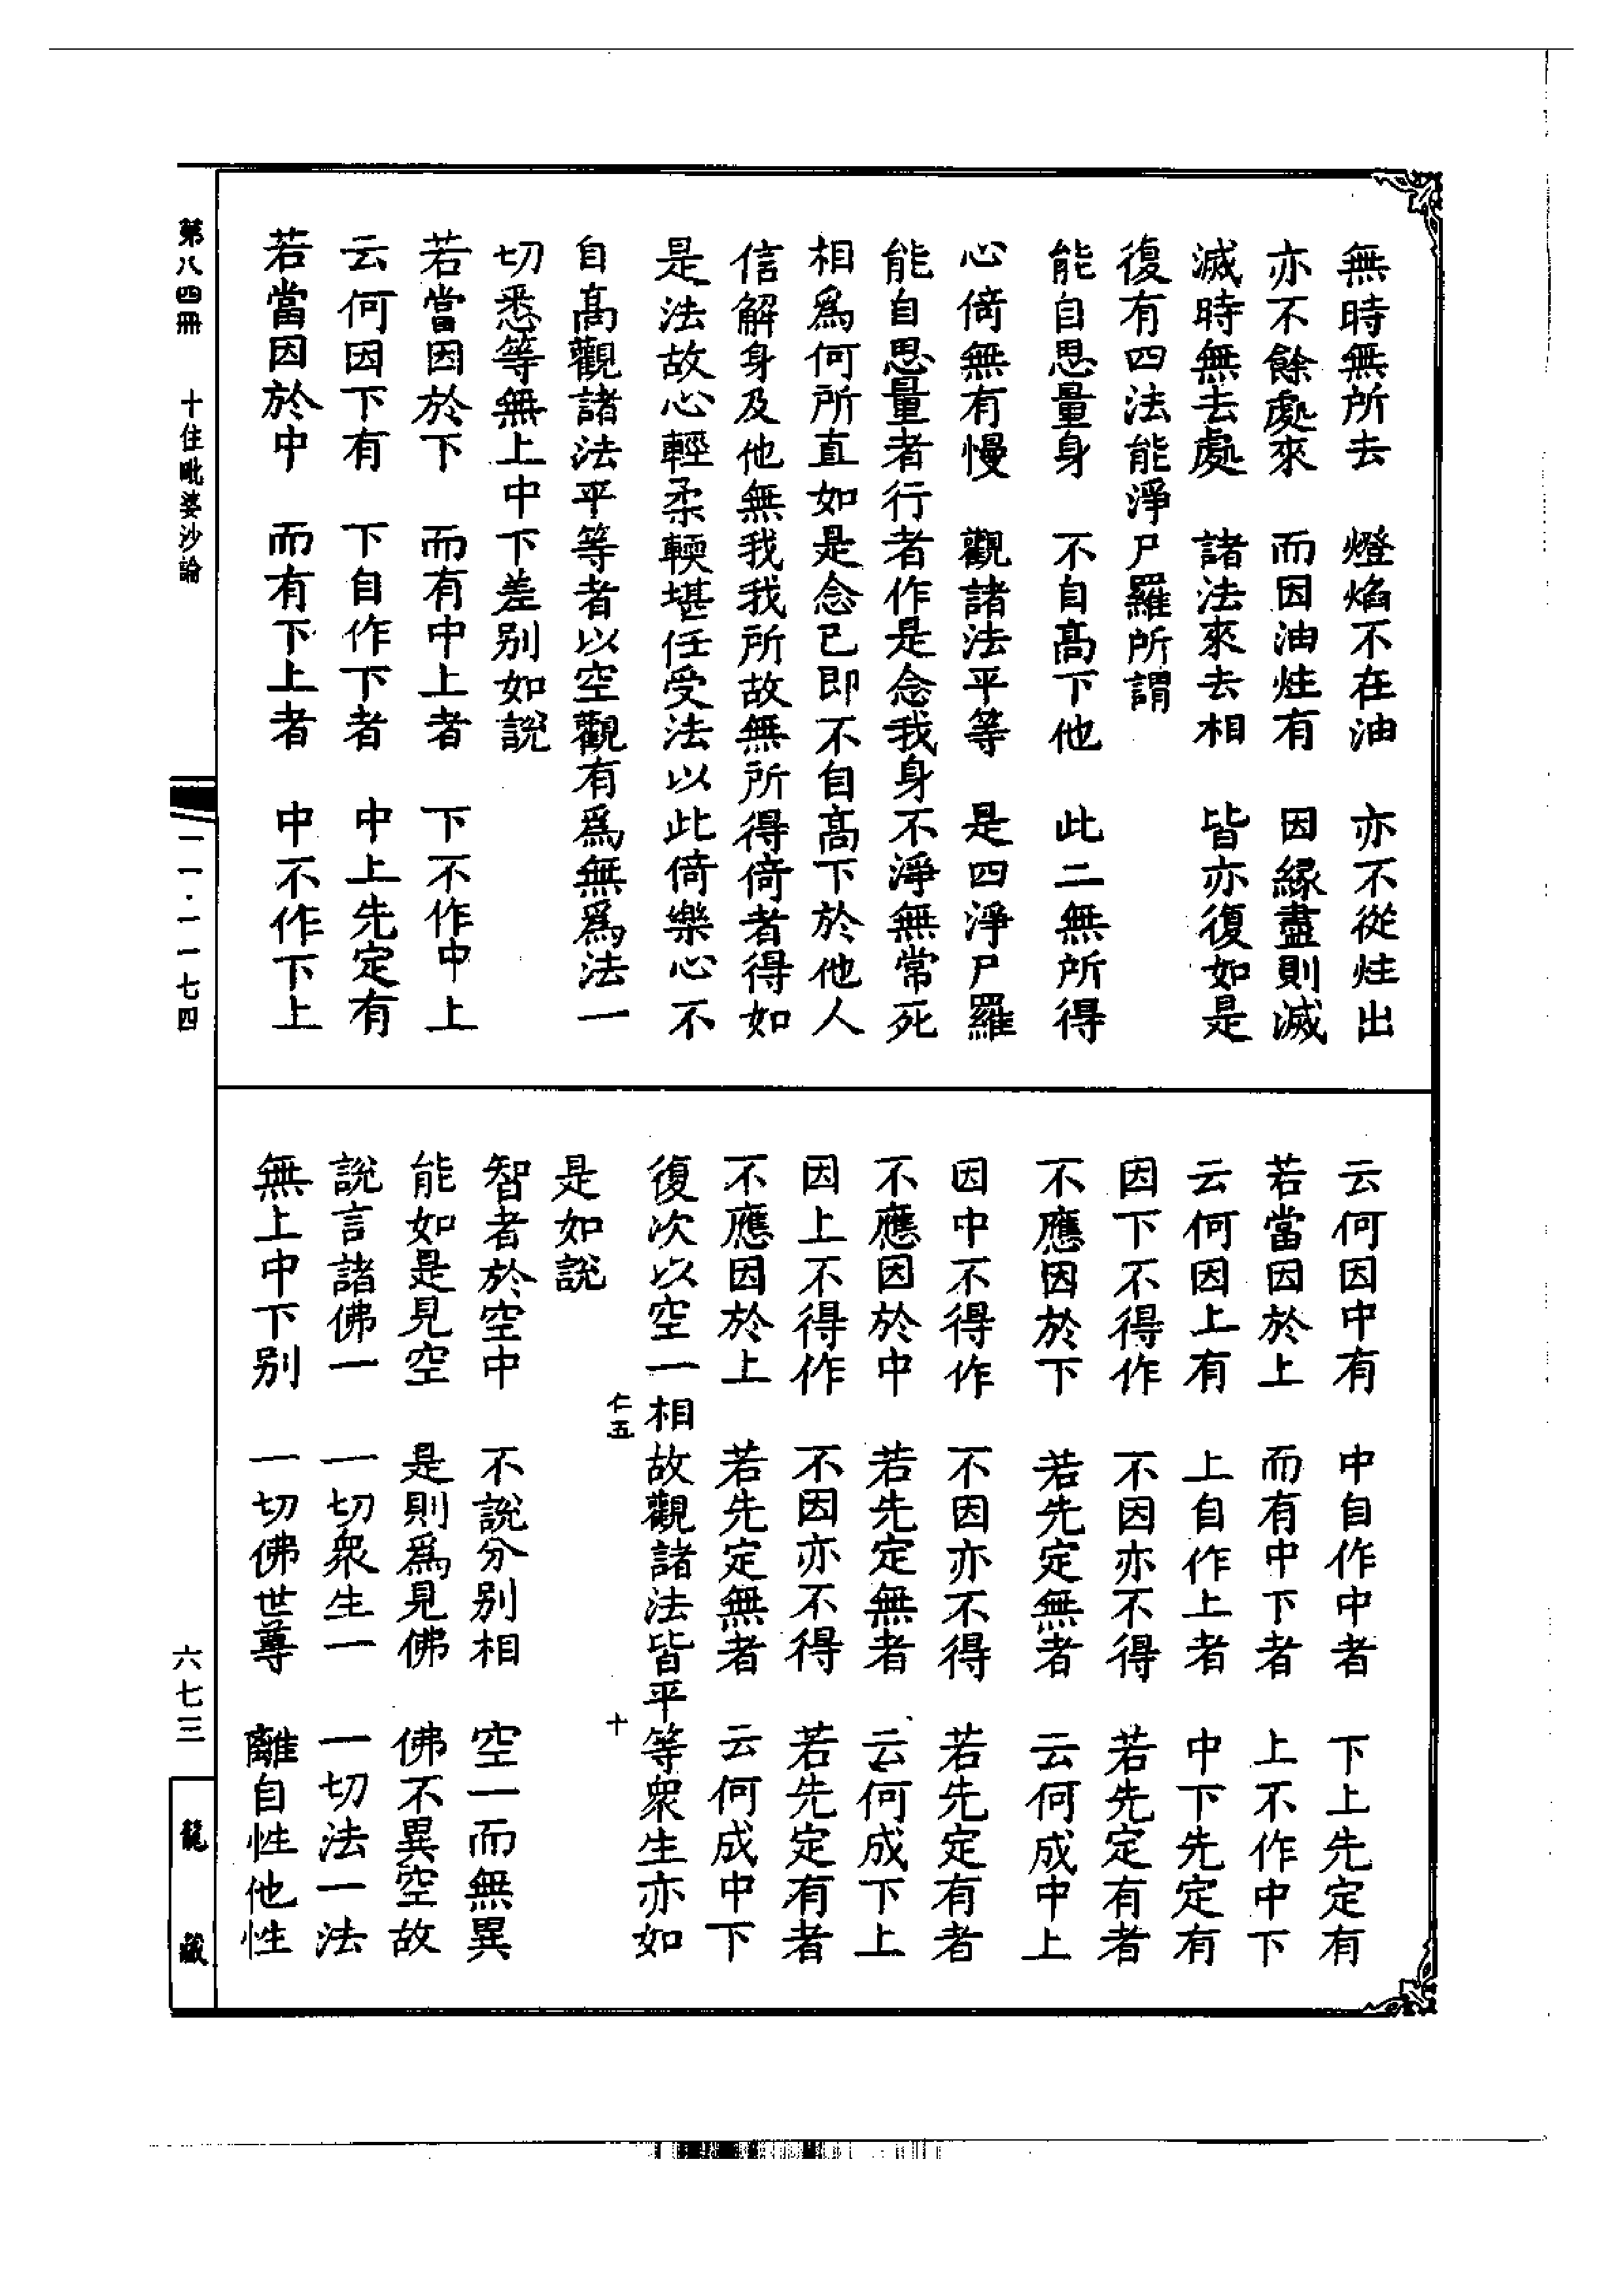 無時無所去　燈焰不在油　亦不從炷出
亦不餘處來　而因油炷有　因緣盡則滅
滅時無去處　諸法來去相　皆亦復如是
復有四法能淨尸羅所謂
能自思量身　不自高下他　此二無所得
心倚無有慢　觀諸法平等　是四淨尸羅
能自思量者行者作是念我身不淨無常死
相爲何所直如是念已即不自高下於他人
信解身及他無我我所故無所得倚者得如
是法故心輕柔輭堪任受法以此倚樂心不
自高觀諸法平等者以空觀有爲無爲法一
切悉等無上中下差別如說
若當因於下　而有中上者　下不作中上
云何因下有　下自作下者　中上先定有
若當因於中　而有下上者　中不作下上
云何因中有　中自作中者　下上先定有
若當因於上　而有中下者　上不作中下
云何因上有　上自作上者　中下先定有
因下不得作　不因亦不得　若先定有者
不應因於下　若先定無者　云何成中上
因中不得作　不因亦不得　若先定有者
不應因於中　若先定無者　云何成下上
因上不得作　不因亦不得　若先定有者
不應因於上　若先定無者　云何成中下
復次以空一相故觀諸法皆平等衆生亦如
仁五　十
是如說
智者於空中　不說分別相　空一而無異
能如是見空　是則爲見佛　佛不異空故
說言諸佛一　一切衆生一　一切法一法
無上中下別　一切佛世尊　離自性他性
第八四冊　十住毗婆沙論　一一一·一一七四
六七三　龍藏